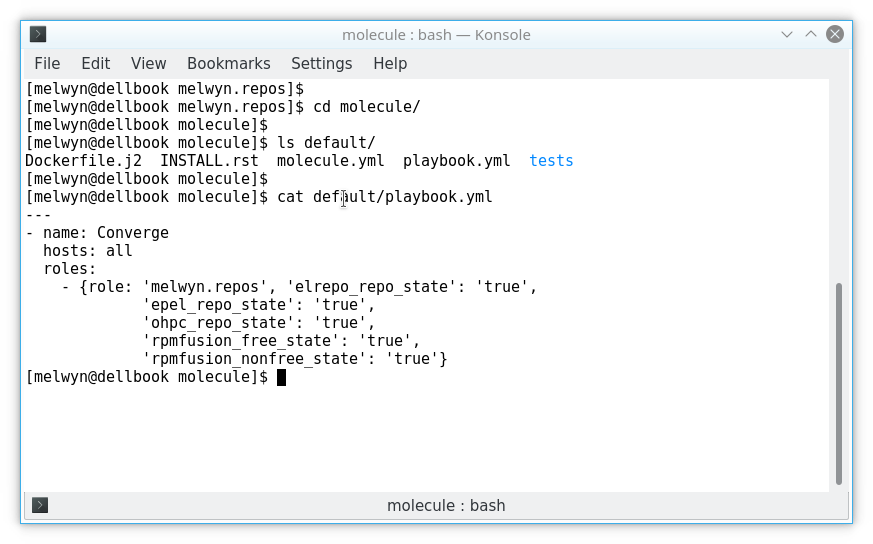 molecule : bash — Konsole
File Edit View Bookmarks Settings Help
[melwyn@dellbook melwyn.repos]$
[melwyn@dellbook melwyn.repos]$ cd molecule/
[melwyn@dellbook molecule]$
[melwyn@dellbook molecule]$ ls default/
Dockerfile.j2  INSTALL.rst  molecule.yml  playbook.yml  tests
[melwyn@dellbook molecule]$
[melwyn@dellbook molecule]$ cat default/playbook.yml
---
- name: Converge
  hosts: all
  roles:
    - {role: 'melwyn.repos', 'elrepo_repo_state': 'true',
             'epel_repo_state': 'true',
             'ohpc_repo_state': 'true',
             'rpmfusion_free_state': 'true',
             'rpmfusion_nonfree_state': 'true'}
[melwyn@dellbook molecule]$
molecule : bash